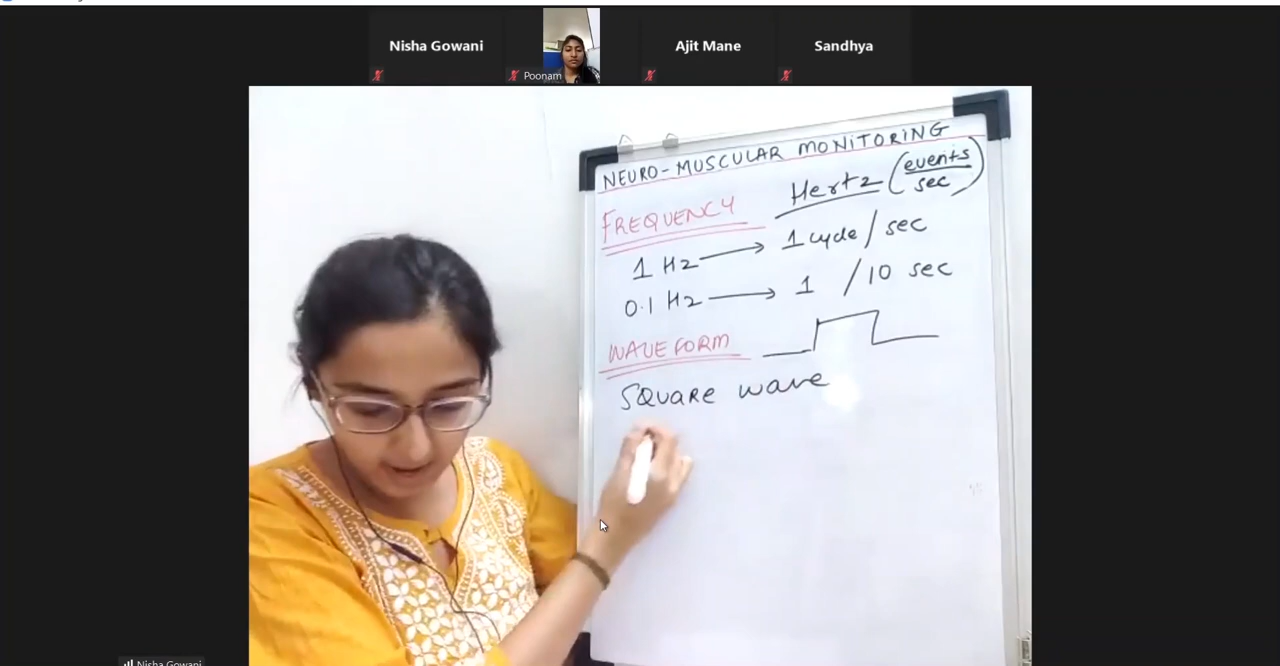 Nisha Gowani
Poonam
Ajit Mane
Sandhya
NEURO-MUSCULAR MONITORING
FREQUENCY Hertz (events/sec)
1 Hz → 1 cycle / sec
0.1 Hz → 1 / 10 sec
WAVE FORM
SQUARE wave
Nisha Gowani